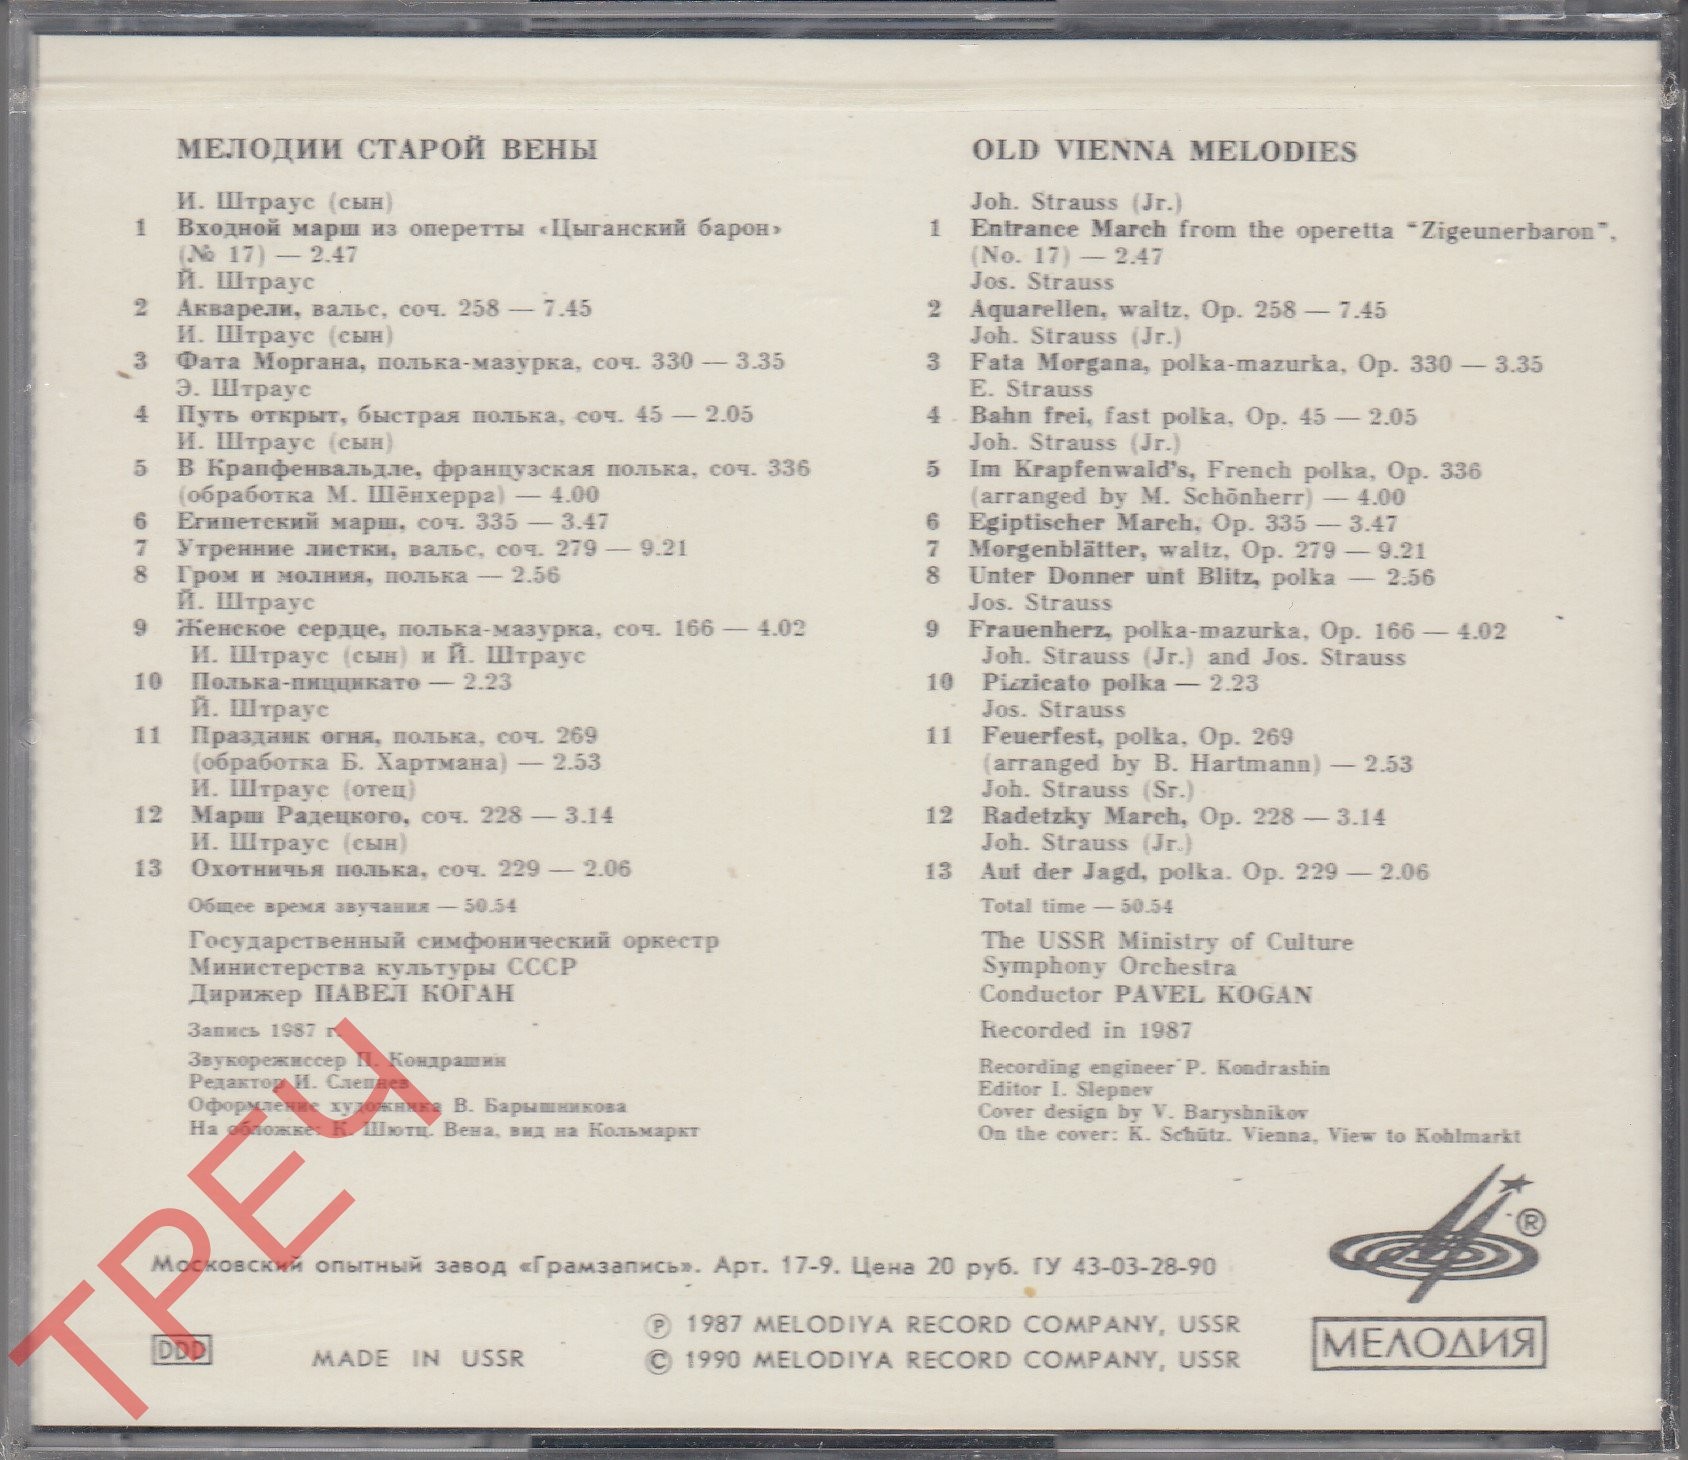 МЕЛОДИИ СТАРОЙ ВЕНЫ
И. Штраус (сын)
1 Входной марш из оперетты «Цыганский барон»
(№ 17) — 2.47
Й. Штраус
2 Акварели, вальс, соч. 258 — 7.45
И. Штраус (сын)
3 Фата Моргана, полька-мазурка, соч. 330 — 3.35
Э. Штраус
4 Путь открыт, быстрая полька, соч. 45 — 2.05
И. Штраус (сын)
5 В Крапфенвальдле, французская полька, соч. 336
(обработка М. Шёнхерра) — 4.00
6 Египетский марш, соч. 335 — 3.47
7 Утренние листки, вальс, соч. 279 — 9.21
8 Гром и молния, полька — 2.56
Й. Штраус
9 Женское сердце, полька-мазурка, соч. 166 — 4.02
И. Штраус (сын) и Й. Штраус
10 Полька-пиццикато — 2.23
Й. Штраус
11 Праздник огня, полька, соч. 269
(обработка Б. Хартмана) — 2.53
И. Штраус (отец)
12 Марш Радецкого, соч. 228 — 3.14
И. Штраус (сын)
13 Охотничья полька, соч. 229 — 2.06
Общее время звучания — 50.54
Государственный симфонический оркестр
Министерства культуры СССР
Дирижер ПАВЕЛ КОГАН
Запись 1987 г.
Звукорежиссер П. Кондрашин
Редактор И. Слепнев
Оформление художника В. Барышникова
На обложке: К. Шютц. Вена, вид на Кольмаркт
OLD VIENNA MELODIES
Joh. Strauss (Jr.)
1 Entrance March from the operetta "Zigeunerbaron",
(No. 17) — 2.47
Jos. Strauss
2 Aquarellen, waltz, Op. 258 — 7.45
Joh. Strauss (Jr.)
3 Fata Morgana, polka-mazurka, Op. 330 — 3.35
E. Strauss
4 Bahn frei, fast polka, Op. 45 — 2.05
Joh. Strauss (Jr.)
5 Im Krapfenwald's, French polka, Op. 336
(arranged by M. Schönherr) — 4.00
6 Egiptischer March, Op. 335 — 3.47
7 Morgenblätter, waltz, Op. 279 — 9.21
8 Unter Donner unt Blitz, polka — 2.56
Jos. Strauss
9 Frauenherz, polka-mazurka, Op. 166 — 4.02
Joh. Strauss (Jr.) and Jos. Strauss
10 Pizzicato polka — 2.23
Jos. Strauss
11 Feuerfest, polka, Op. 269
(arranged by B. Hartmann) — 2.53
Joh. Strauss (Sr.)
12 Radetzky March, Op. 228 — 3.14
Joh. Strauss (Jr.)
13 Aut der Jagd, polka. Op. 229 — 2.06
Total time — 50.54
The USSR Ministry of Culture
Symphony Orchestra
Conductor PAVEL KOGAN
Recorded in 1987
Recording engineer P. Kondrashin
Editor I. Slepnev
Cover design by V. Baryshnikov
On the cover: K. Schütz. Vienna, View to Kohlmarkt
®
Московский опытный завод «Грамзапись». Арт. 17-9. Цена 20 руб. ГУ 43-03-28-90
℗ 1987 MELODIYA RECORD COMPANY, USSR
DDD MADE IN USSR
© 1990 MELODIYA RECORD COMPANY, USSR
МЕЛОДИЯ
ТРЕЧ